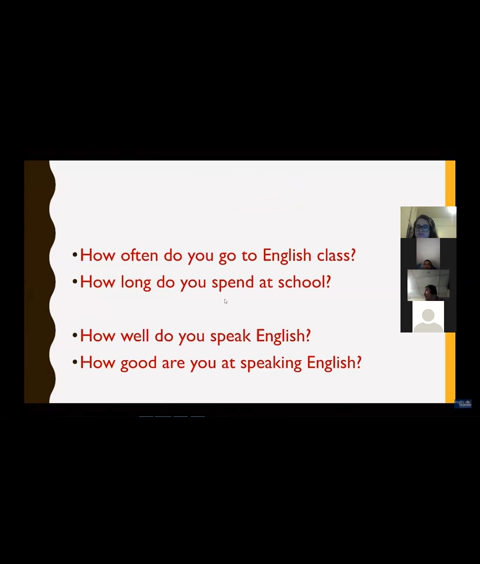 • How often do you go to English class?
• How long do you spend at school?
• How well do you speak English?
• How good are you at speaking English?